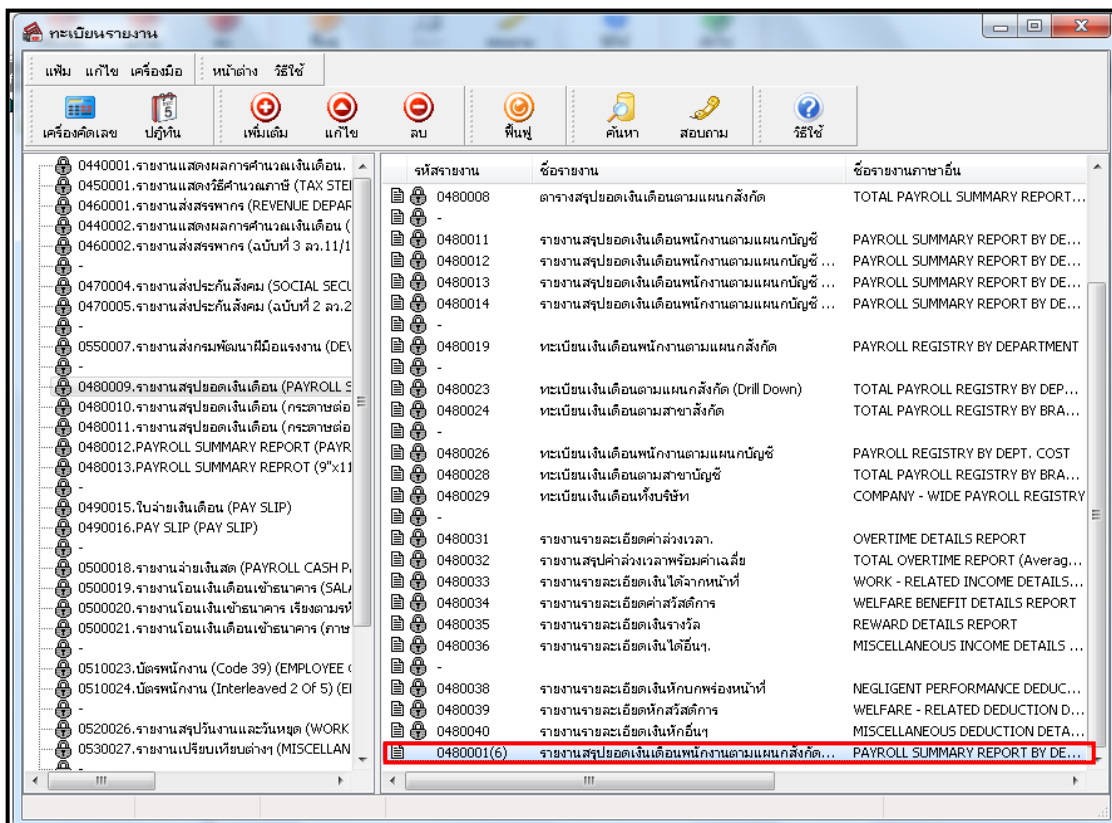 ทะเบียนรายงาน
แฟ้ม แก้ไข เครื่องมือ หน้าต่าง วิธีใช้
เครื่องคิดเลข ปฏิทิน เพิ่มเติม แก้ไข ลบ ฟื้นฟู ค้นหา สอบถาม วิธีใช้
0440001.รายงานแสดงผลการคำนวณเงินเดือน.
0450001.รายงานแสดงวิธีคำนวณภาษี (TAX STEI
0460001.รายงานส่งสรรพากร (REVENUE DEPAR
0440002.รายงานแสดงผลการคำนวณเงินเดือน (
0460002.รายงานส่งสรรพากร (ฉบับที่ 3 ลว.11/1
-
0470004.รายงานส่งประกันสังคม (SOCIAL SECU
0470005.รายงานส่งประกันสังคม (ฉบับที่ 2 ลว.2
-
0550007.รายงานส่งกรมพัฒนาฝีมือแรงงาน (DE\
-
0480009.รายงานสรุปยอดเงินเดือน (PAYROLL S
0480010.รายงานสรุปยอดเงินเดือน (กระดาษต่อ
0480011.รายงานสรุปยอดเงินเดือน (กระดาษต่อ
0480012.PAYROLL SUMMARY REPORT (PAYR
0480013.PAYROLL SUMMARY REPROT (9"x11
-
0490015.ใบจ่ายเงินเดือน (PAY SLIP)
0490016.PAY SLIP (PAY SLIP)
-
0500018.รายงานจ่ายเงินสด (PAYROLL CASH P
0500019.รายงานโอนเงินเดือนเข้าธนาคาร (SAL
0500020.รายงานโอนเงินเข้าธนาคาร เรียงตามรห
0500021.รายงานโอนเงินเดือนเข้าธนาคาร (ภาษ
-
0510023.บัตรพนักงาน (Code 39) (EMPLOYEE
0510024.บัตรพนักงาน (Interleaved 2 Of 5) (E
-
0520026.รายงานสรุปวันงานและวันหยุด (WORK
0530027.รายงานเปรียบเทียบต่างๆ (MISCELLAN
-
รหัสรายงาน ชื่อรายงาน ชื่อรายงานภาษาอื่น
0480008 ตารางสรุปยอดเงินเดือนตามแผนกสังกัด TOTAL PAYROLL SUMMARY REPORT...
-
0480011 รายงานสรุปยอดเงินเดือนพนักงานตามแผนกบัญชี PAYROLL SUMMARY REPORT BY DE...
0480012 รายงานสรุปยอดเงินเดือนพนักงานตามแผนกบัญชี ... PAYROLL SUMMARY REPORT BY DE...
0480013 รายงานสรุปยอดเงินเดือนพนักงานตามแผนกบัญชี ... PAYROLL SUMMARY REPORT BY DE...
0480014 รายงานสรุปยอดเงินเดือนพนักงานตามแผนกบัญชี ... PAYROLL SUMMARY REPORT BY DE...
-
0480019 ทะเบียนเงินเดือนพนักงานตามแผนกสังกัด PAYROLL REGISTRY BY DEPARTMENT
-
0480023 ทะเบียนเงินเดือนตามแผนกสังกัด (Drill Down) TOTAL PAYROLL REGISTRY BY DEP...
0480024 ทะเบียนเงินเดือนตามสาขาสังกัด TOTAL PAYROLL REGISTRY BY BRA...
-
0480026 ทะเบียนเงินเดือนพนักงานตามแผนกบัญชี PAYROLL REGISTRY BY DEPT. COST
0480028 ทะเบียนเงินเดือนตามสาขาบัญชี TOTAL PAYROLL REGISTRY BY BRA...
0480029 ทะเบียนเงินเดือนทั้งบริษัท COMPANY - WIDE PAYROLL REGISTRY
-
0480031 รายงานรายละเอียดค่าล่วงเวลา. OVERTIME DETAILS REPORT
0480032 รายงานสรุปค่าล่วงเวลาพร้อมค่าเฉลี่ย TOTAL OVERTIME REPORT (Averag...
0480033 รายงานรายละเอียดเงินได้จากหน้าที่ WORK - RELATED INCOME DETAILS...
0480034 รายงานรายละเอียดค่าสวัสดิการ WELFARE BENEFIT DETAILS REPORT
0480035 รายงานรายละเอียดเงินรางวัล REWARD DETAILS REPORT
0480036 รายงานรายละเอียดเงินได้อื่นๆ. MISCELLANEOUS INCOME DETAILS ...
-
0480038 รายงานรายละเอียดเงินหักบกพร่องหน้าที่ NEGLIGENT PERFORMANCE DEDUC...
0480039 รายงานรายละเอียดหักสวัสดิการ WELFARE - RELATED DEDUCTION D...
0480040 รายงานรายละเอียดเงินหักอื่นๆ MISCELLANEOUS DEDUCTION DETA...
0480001(6) รายงานสรุปยอดเงินเดือนพนักงานตามแผนกสังกัด... PAYROLL SUMMARY REPORT BY DE...